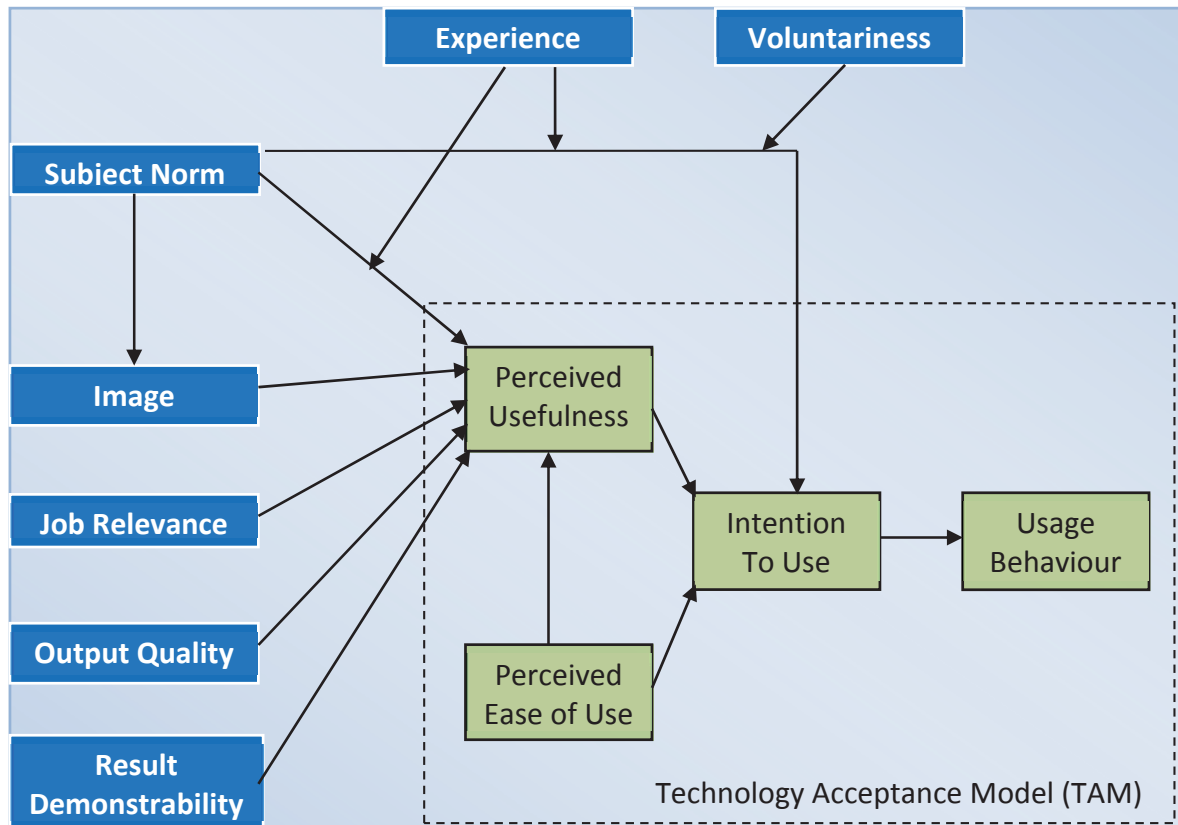 Experience
Voluntariness
Subject Norm
Perceived
Usefulness
Image
Job Relevance
Intention
To Use
Usage
Behaviour
Output Quality
Perceived
Ease of Use
Result
Demonstrability
Technology Acceptance Model (TAM)